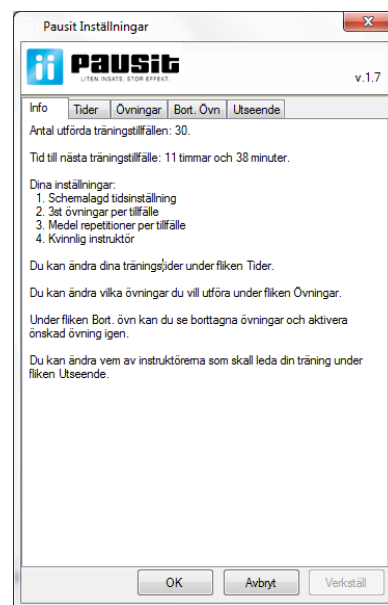 Pausit Inställningar
Pausit
LITEN INSATS. STOR EFFEKT.
v.1.7
Info Tider Övningar Bort. Övn Utseende
Antal utförda träningstillfällen: 30.
Tid till nästa träningstillfälle: 11 timmar och 38 minuter.
Dina inställningar:
1. Schemalagd tidsinställning
2. 3st övningar per tillfälle
3. Medel repetitioner per tillfälle
4. Kvinnlig instruktör
Du kan ändra dina träningstider under fliken Tider.
Du kan ändra vilka övningar du vill utföra under fliken Övningar.
Under fliken Bort. övn kan du se borttagna övningar och aktivera
önskad övning igen.
Du kan ändra vem av instruktörerna som skall leda din träning under
fliken Utseende.
OK Avbryt Verkställ